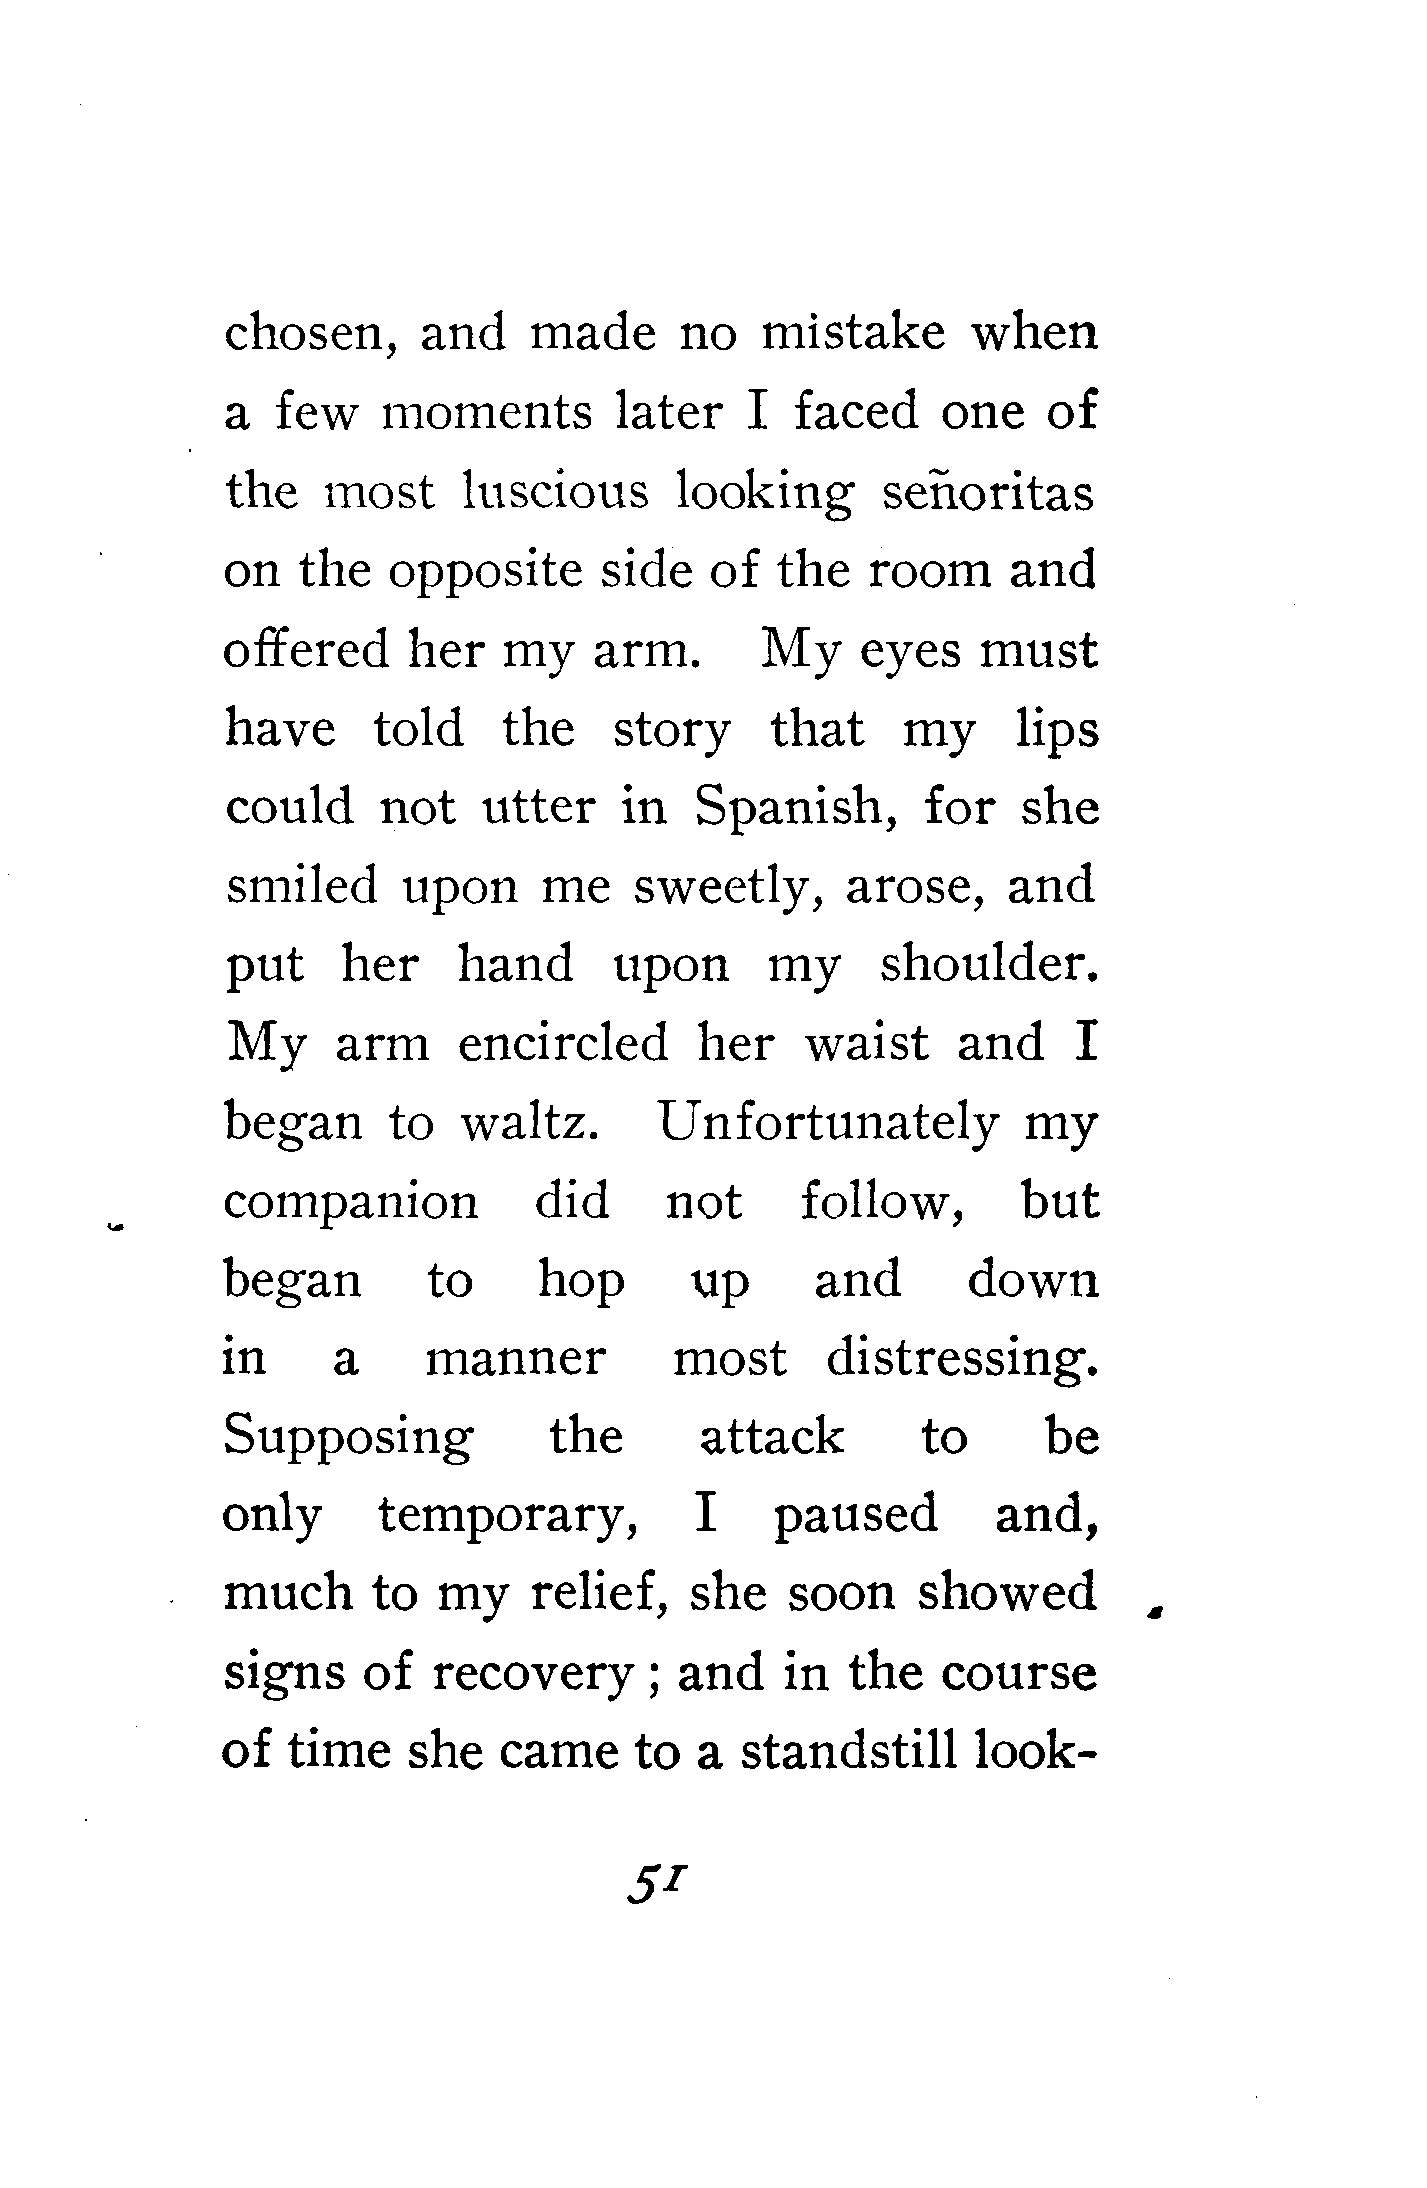 chosen, and made no mistake when
a few moments later I faced one of
the most luscious looking señoritas
on the opposite side of the room and
offered her my arm. My eyes must
have told the story that my lips
could not utter in Spanish, for she
smiled upon me sweetly, arose, and
put her hand upon my shoulder.
My arm encircled her waist and I
began to waltz. Unfortunately my
companion did not follow, but
began to hop up and down
in a manner most distressing.
Supposing the attack to be
only temporary, I paused and,
much to my relief, she soon showed
signs of recovery ; and in the course
of time she came to a standstill look-
51